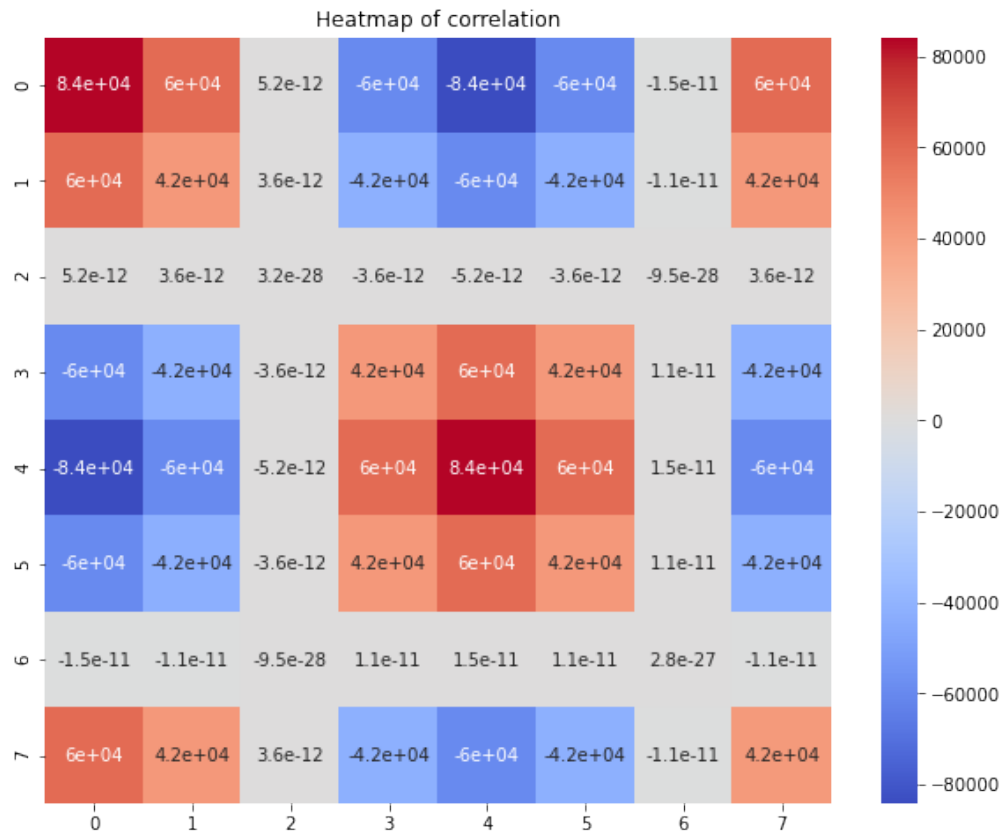 Heatmap of correlation
0 8.4e+04 6e+04 5.2e-12 -6e+04 -8.4e+04 -6e+04 -1.5e-11 6e+04
1 6e+04 4.2e+04 3.6e-12 -4.2e+04 -6e+04 -4.2e+04 -1.1e-11 4.2e+04
2 5.2e-12 3.6e-12 3.2e-28 -3.6e-12 -5.2e-12 -3.6e-12 -9.5e-28 3.6e-12
3 -6e+04 -4.2e+04 -3.6e-12 4.2e+04 6e+04 4.2e+04 1.1e-11 -4.2e+04
4 -8.4e+04 -6e+04 -5.2e-12 6e+04 8.4e+04 6e+04 1.5e-11 -6e+04
5 -6e+04 -4.2e+04 -3.6e-12 4.2e+04 6e+04 4.2e+04 1.1e-11 -4.2e+04
6 -1.5e-11 -1.1e-11 -9.5e-28 1.1e-11 1.5e-11 1.1e-11 2.8e-27 -1.1e-11
7 6e+04 4.2e+04 3.6e-12 -4.2e+04 -6e+04 -4.2e+04 -1.1e-11 4.2e+04
0 1 2 3 4 5 6 7
80000
60000
40000
20000
0
−20000
−40000
−60000
−80000